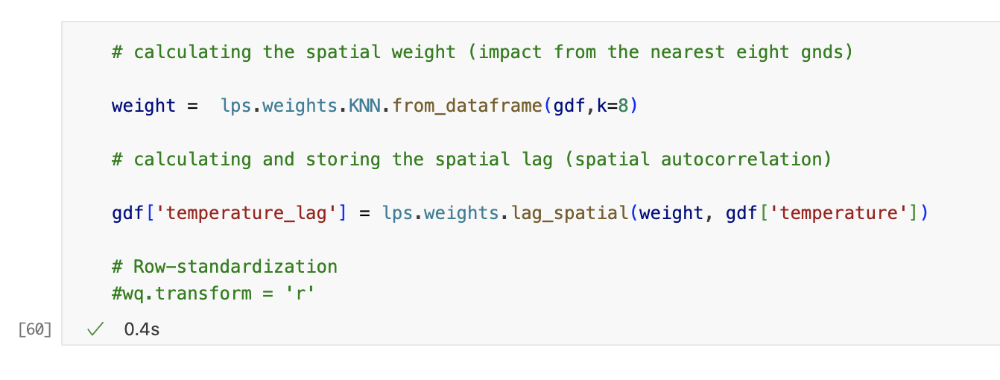 # calculating the spatial weight (impact from the nearest eight gnds)
weight =  lps.weights.KNN.from_dataframe(gdf,k=8)
# calculating and storing the spatial lag (spatial autocorrelation)
gdf['temperature_lag'] = lps.weights.lag_spatial(weight, gdf['temperature'])
# Row-standardization
#wq.transform = 'r'
[60] ✓ 0.4s